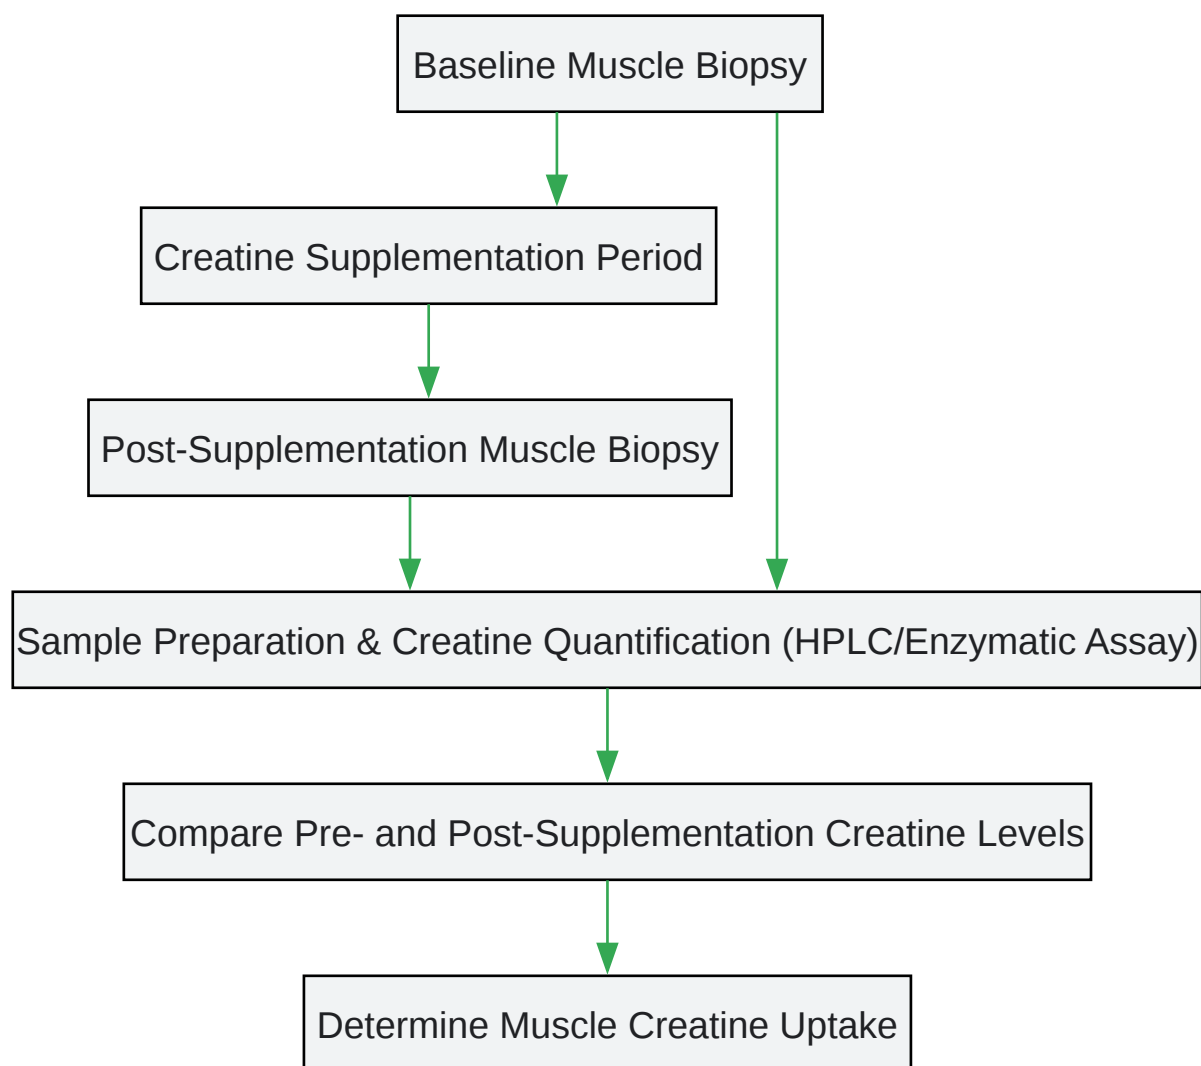 Baseline Muscle Biopsy
Creatine Supplementation Period
Post-Supplementation Muscle Biopsy
Sample Preparation & Creatine Quantification (HPLC/Enzymatic Assay)
Compare Pre- and Post-Supplementation Creatine Levels
Determine Muscle Creatine Uptake